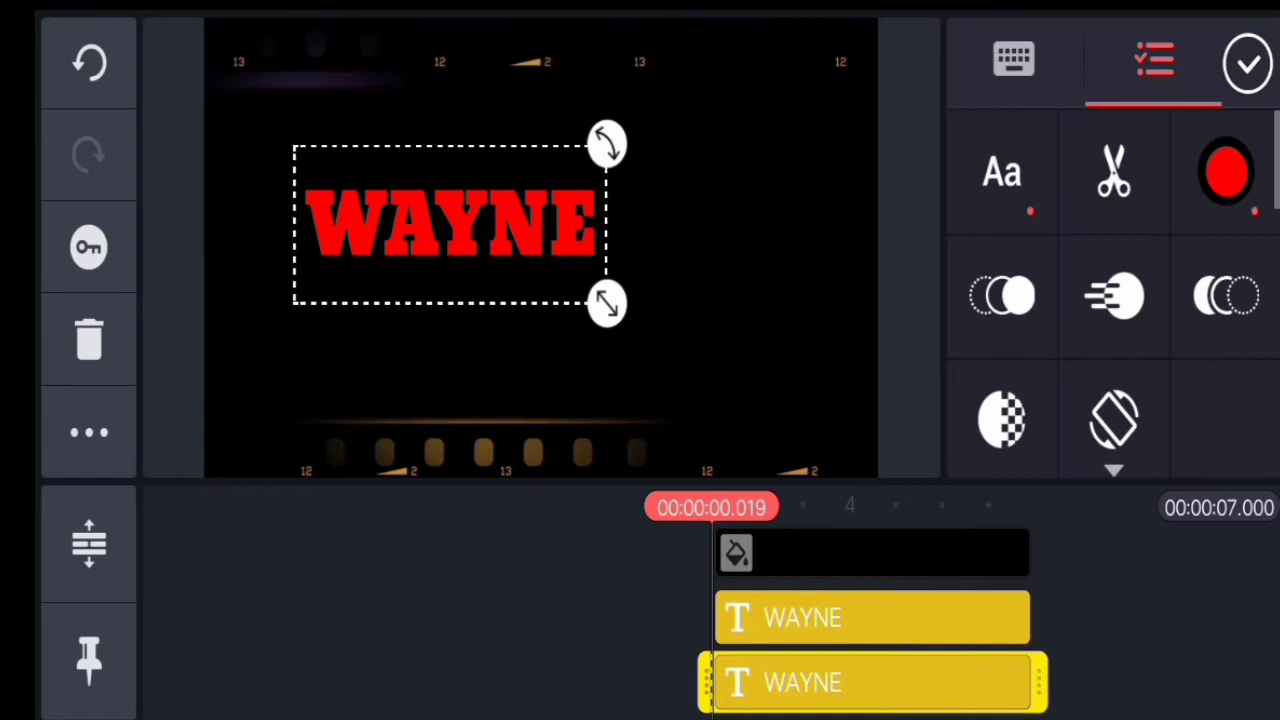 13 12 2 13 12
WAYNE
12 2 13 12 2
Aa
00:00:00.019 4 00:00:07.000
T WAYNE
T WAYNE